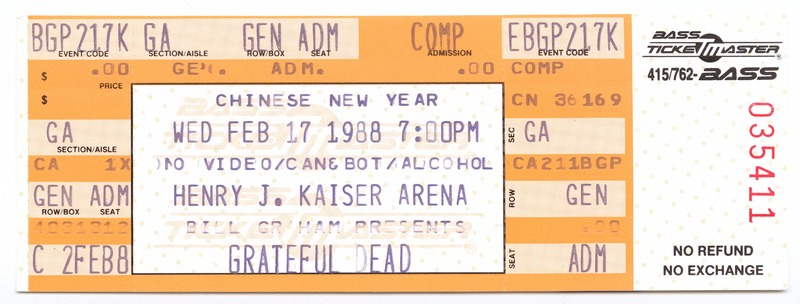 BGP217K GA GEN ADM COMP EBGP217K
EVENT CODE SECTION/AISLE ROW/BOX SEAT ADMISSION EVENT CODE
$ .00 ADM. .00 COMP
PRICE
$
CHINESE NEW YEAR CN 36169
GA WED FEB 17 1988 7:00PM SEC GA
SECTION/AISLE
CA 1X NO VIDEO/CAN&BOT/ALCOHOL CA211BGP
GEN ADM HENRY J. KAISER ARENA ROW GEN
ROW/BOX SEAT
BILL GR HAM PRESENTS .00
C 2FEB8 GRATEFUL DEAD SEAT ADM
BASS
TICKETMASTER
415/762-BASS
035411
NO REFUND
NO EXCHANGE